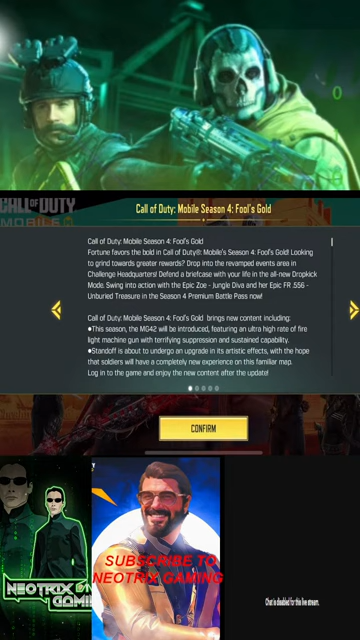 CALL OF DUTY
MOBILE
Call of Duty: Mobile Season 4: Fool's Gold
Call of Duty: Mobile Season 4: Fool's Gold
Fortune favors the bold in Call of Duty®: Mobile's Season 4: Fool's Gold! Looking
to grind towards greater rewards? Drop into the revamped events area in
Challenge Headquarters! Defend a briefcase with your life in the all-new Dropkick
Mode. Swing into action with the Epic Zoe - Jungle Diva and her Epic FR .556 -
Unburied Treasure in the Season 4 Premium Battle Pass now!
Call of Duty: Mobile Season 4: Fool's Gold  brings new content including:
●This season, the MG42 will be introduced, featuring an ultra high rate of fire
light machine gun with terrifying suppression and sustained capability.
●Standoff is about to undergo an upgrade in its artistic effects, with the hope
that soldiers will have a completely new experience on this familiar map.
Log in to the game and enjoy the new content after the update!
CONFIRM
NEOTRIX
GAMI
SUBSCRIBE TO
NEOTRIX GAMING
Chat is disabled for this live stream.